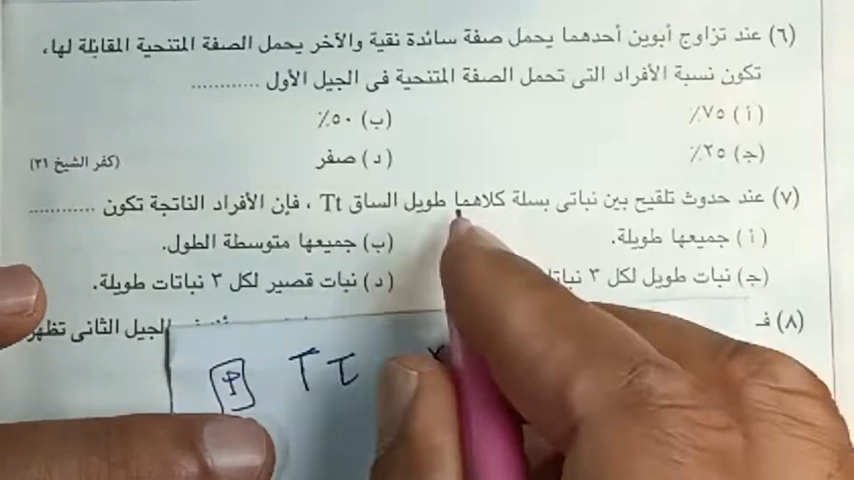 (٦) عند تزاوج أبوين أحدهما يحمل صفة سائدة نقية والآخر يحمل الصفة المتنحية المقابلة لها،
تكون نسبة الأفراد التى تحمل الصفة المتنحية فى الجيل الأول ............
(أ) ٧٥٪ (ب) ٥٠٪
(ج) ٢٥٪ (د) صفر (كفر الشيخ ٢١)
(٧) عند حدوث تلقيح بين نباتى بسلة كلاهما طويل الساق Tt ، فإن الأفراد الناتجة تكون ............
(أ) جميعها طويلة. (ب) جميعها متوسطة الطول.
(ج) نبات طويل لكل ٣ (د) نبات قصير لكل ٣ نباتات طويلة.
(٨) الجيل الثانى تظهر
P Tt